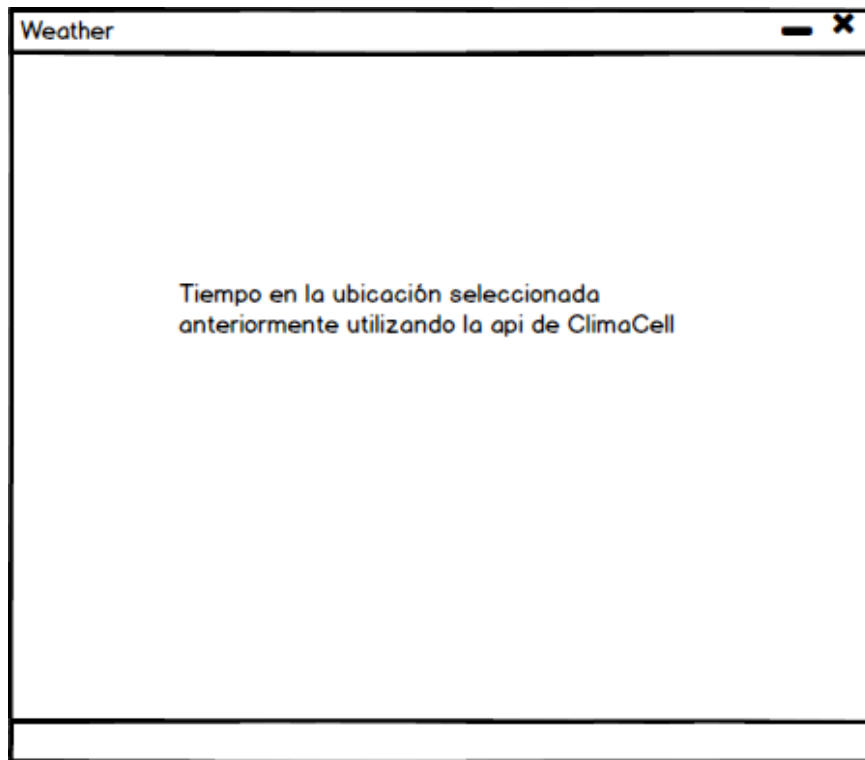 Weather
Tiempo en la ubicación seleccionada
anteriormente utilizando la api de ClimaCell